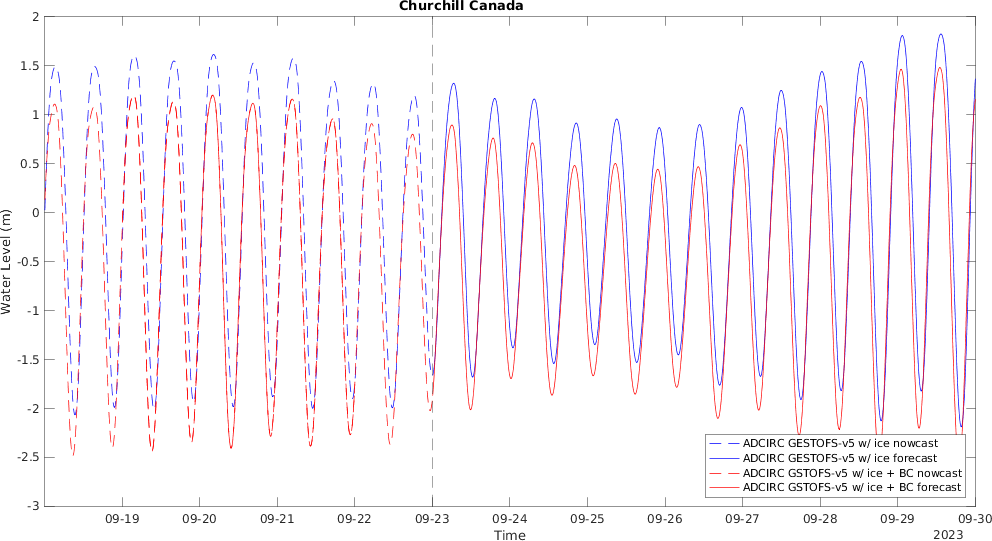 Churchill Canada
2
1.5
1
0.5
0
-0.5
-1
-1.5
-2
-2.5
-3
Water Level (m)
ADCIRC GESTOFS-v5 w/ ice nowcast
ADCIRC GESTOFS-v5 w/ ice forecast
ADCIRC GSTOFS-v5 w/ ice + BC nowcast
ADCIRC GSTOFS-v5 w/ ice + BC forecast
09-19 09-20 09-21 09-22 09-23 09-24 09-25 09-26 09-27 09-28 09-29 09-30
Time
2023